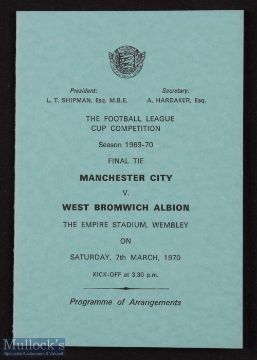 President:
Secretary:
L. T. SHIPMAN, Esq. M.B.E.
A. HARDAKER, Esq.
THE FOOTBALL LEAGUE
CUP COMPETITION
Season 1969-70
FINAL TIE
MANCHESTER CITY
V.
WEST BROMWICH ALBION
THE EMPIRE STADIUM, WEMBLEY
ON
SATURDAY, 7th MARCH, 1970
KICK-OFF at 3.30 p.m.
Programme of Arrangements
Mullock's